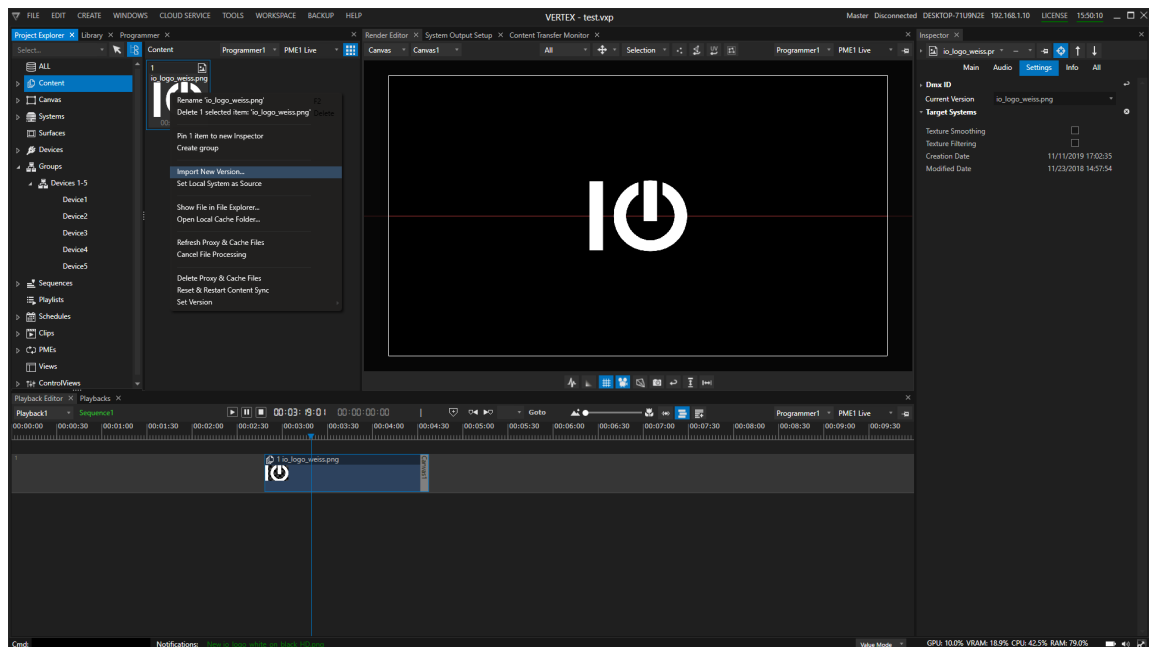 FILE EDIT CREATE WINDOWS CLOUD SERVICE TOOLS WORKSPACE BACKUP HELP
VERTEX - test.vxp
Master Disconnected DESKTOP-71U9NZE 192.168.1.10 LICENSE 15:50:10
Project Explorer Library Programmer
Select...
ALL
Content
Canvas
Systems
Surfaces
Devices
Groups
Devices 1-5
Device1
Device2
Device3
Device4
Device5
Sequences
Playlists
Schedules
Clips
PMEs
Views
ControlViews
Content Programmer1 PME1 Live
1
io_logo_weiss.png
Rename 'io_logo_weiss.png' F2
Delete 1 selected item: 'io_logo_weiss.png' Delete
Pin 1 item to new Inspector
Create group
Import New Version...
Set Local System as Source
Show File in File Explorer...
Open Local Cache Folder...
Refresh Proxy & Cache Files
Cancel File Processing
Delete Proxy & Cache Files
Reset & Restart Content Sync
Set Version
Render Editor System Output Setup Content Transfer Monitor
Canvas Canvas1 All Selection UV Programmer1 PME1 Live
Inspector
io_logo_weiss.pr
Main Audio Settings Info All
Dmx ID
Current Version io_logo_weiss.png
Target Systems
Texture Smoothing
Texture Filtering
Creation Date 11/11/2019 17:02:35
Modified Date 11/23/2018 14:57:54
Playback Editor Playbacks
Playback1 Sequence1 00:03:19:01 00:00:00:00 Goto Programmer1 PME1 Live
00:00:00 00:00:30 00:01:00 00:01:30 00:02:00 00:02:30 00:03:00 00:03:30 00:04:00 00:04:30 00:05:00 00:05:30 00:06:00 00:06:30 00:07:00 00:07:30 00:08:00 00:08:30 00:09:00 00:09:30
1
1 io_logo_weiss.png
Cmd: Notifications: New io logo white on black HD.png Value Mode GPU: 10.0% VRAM: 18.9% CPU: 42.5% RAM: 79.0%